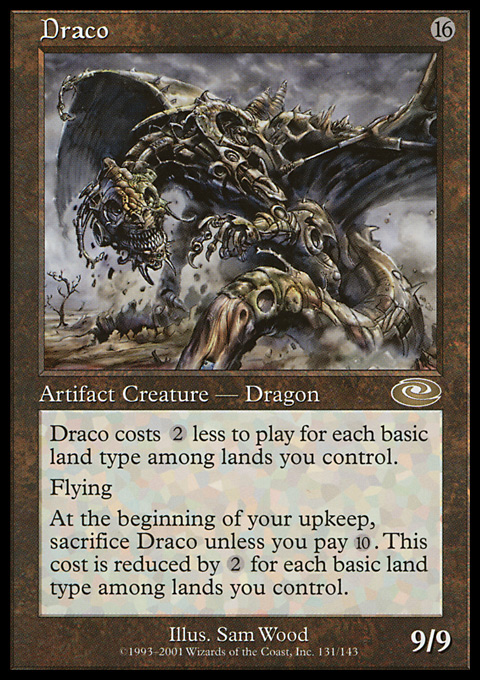 Draco 16
Artifact Creature — Dragon
Draco costs 2 less to play for each basic
land type among lands you control.
Flying
At the beginning of your upkeep,
sacrifice Draco unless you pay 10. This
cost is reduced by 2 for each basic land
type among lands you control.
Illus. Sam Wood
©1993-2001 Wizards of the Coast, Inc. 131/143
9/9